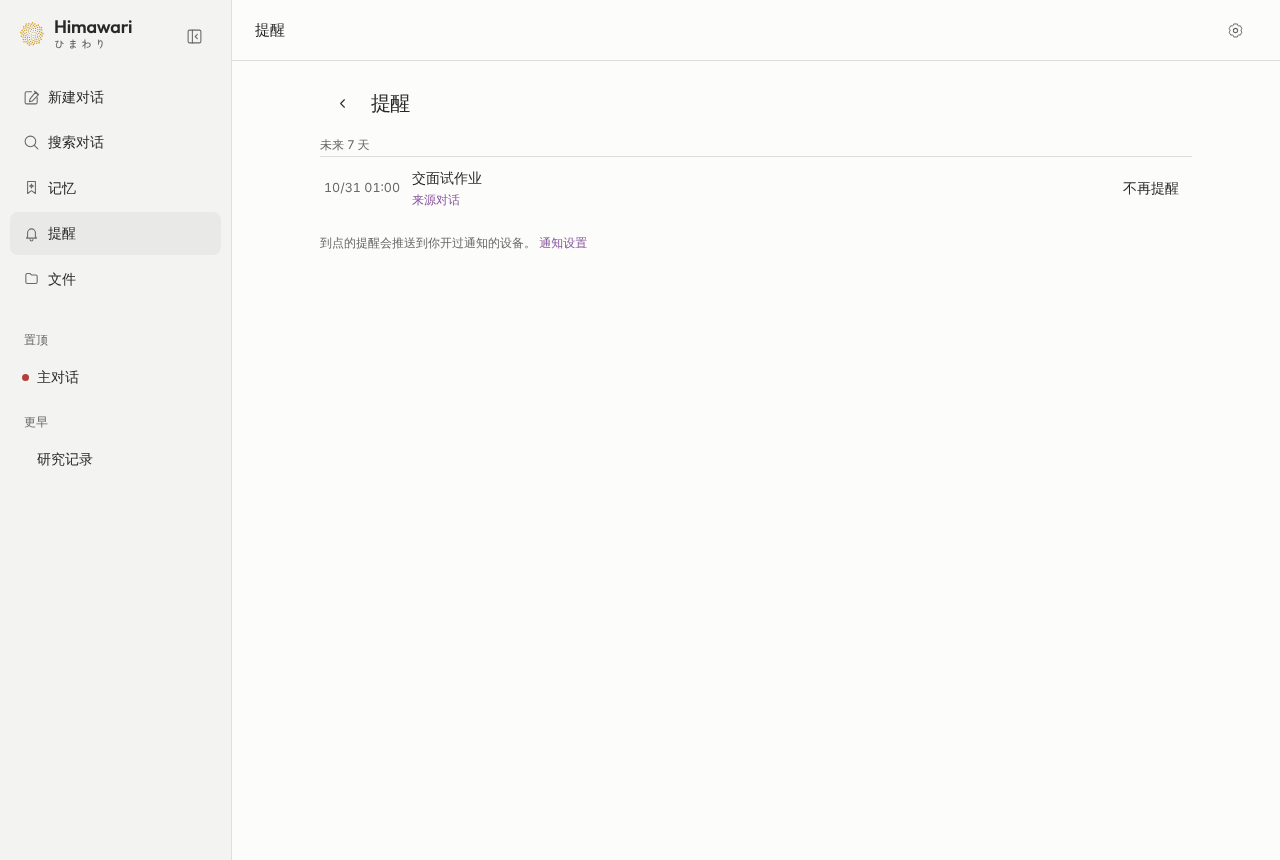 Himawari
ひまわり
新建对话
搜索对话
记忆
提醒
文件
置顶
主对话
更早
研究记录
提醒
提醒
未来 7 天
10/31 01:00
交面试作业
来源对话
不再提醒
到点的提醒会推送到你开过通知的设备。 通知设置